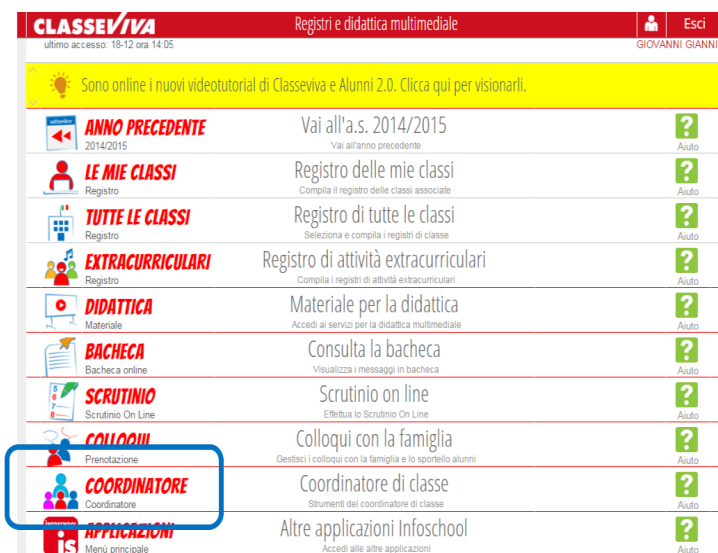 CLASSEVIVA Registri e didattica multimediale Esci
ultimo accesso: 18-12 ora 14:05 GIOVANNI GIANNI
Sono online i nuovi videotutorial di Classeviva e Alunni 2.0. Clicca qui per visionarli.
settembre ANNO PRECEDENTE Vai all'a.s. 2014/2015 ?
2014/2015 Vai all'anno precedente Aiuto
LE MIE CLASSI Registro delle mie classi ?
Registro Compila il registro delle classi associate Aiuto
TUTTE LE CLASSI Registro di tutte le classi ?
Registro Seleziona e compila i registri di classe Aiuto
EXTRACURRICULARI Registro di attività extracurriculari ?
Registro Compila i registri di attività extracurriculari Aiuto
DIDATTICA Materiale per la didattica ?
Materiale Accedi ai servizi per la didattica multimediale Aiuto
BACHECA Consulta la bacheca ?
Bacheca online Visualizza i messaggi in bacheca Aiuto
5 6 7 8 SCRUTINIO Scrutinio on line ?
Scrutinio On Line Effettua lo Scrutinio On Line Aiuto
COLLOQUI Colloqui con la famiglia ?
Prenotazione Gestisci i colloqui con la famiglia e lo sportello alunni Aiuto
COORDINATORE Coordinatore di classe ?
Coordinatore Strumenti del coordinatore di classe Aiuto
is APPLICAZIONI Altre applicazioni Infoschool ?
Menù principale Accedi alle altre applicazioni Aiuto